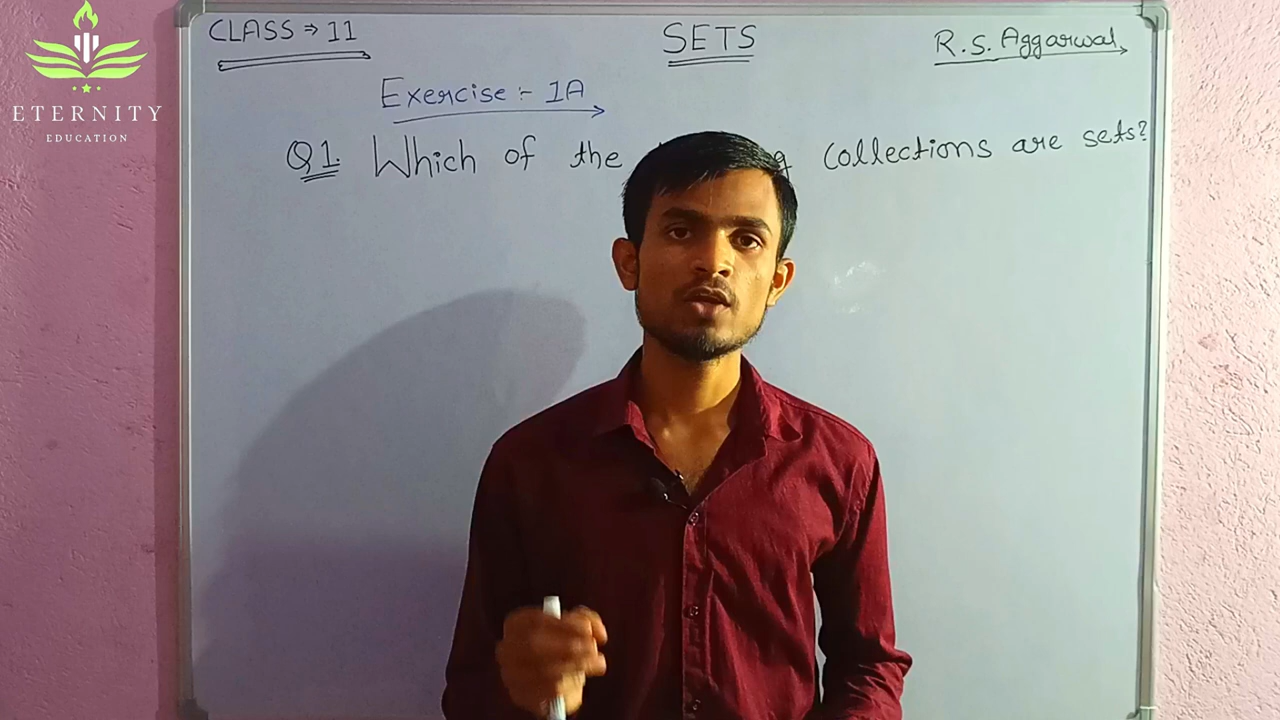 ETERNITY
EDUCATION
CLASS ⇒ 11
SETS
R.S. Aggarwal
Exercise :- 1A
Q1. Which of the g collections are sets?